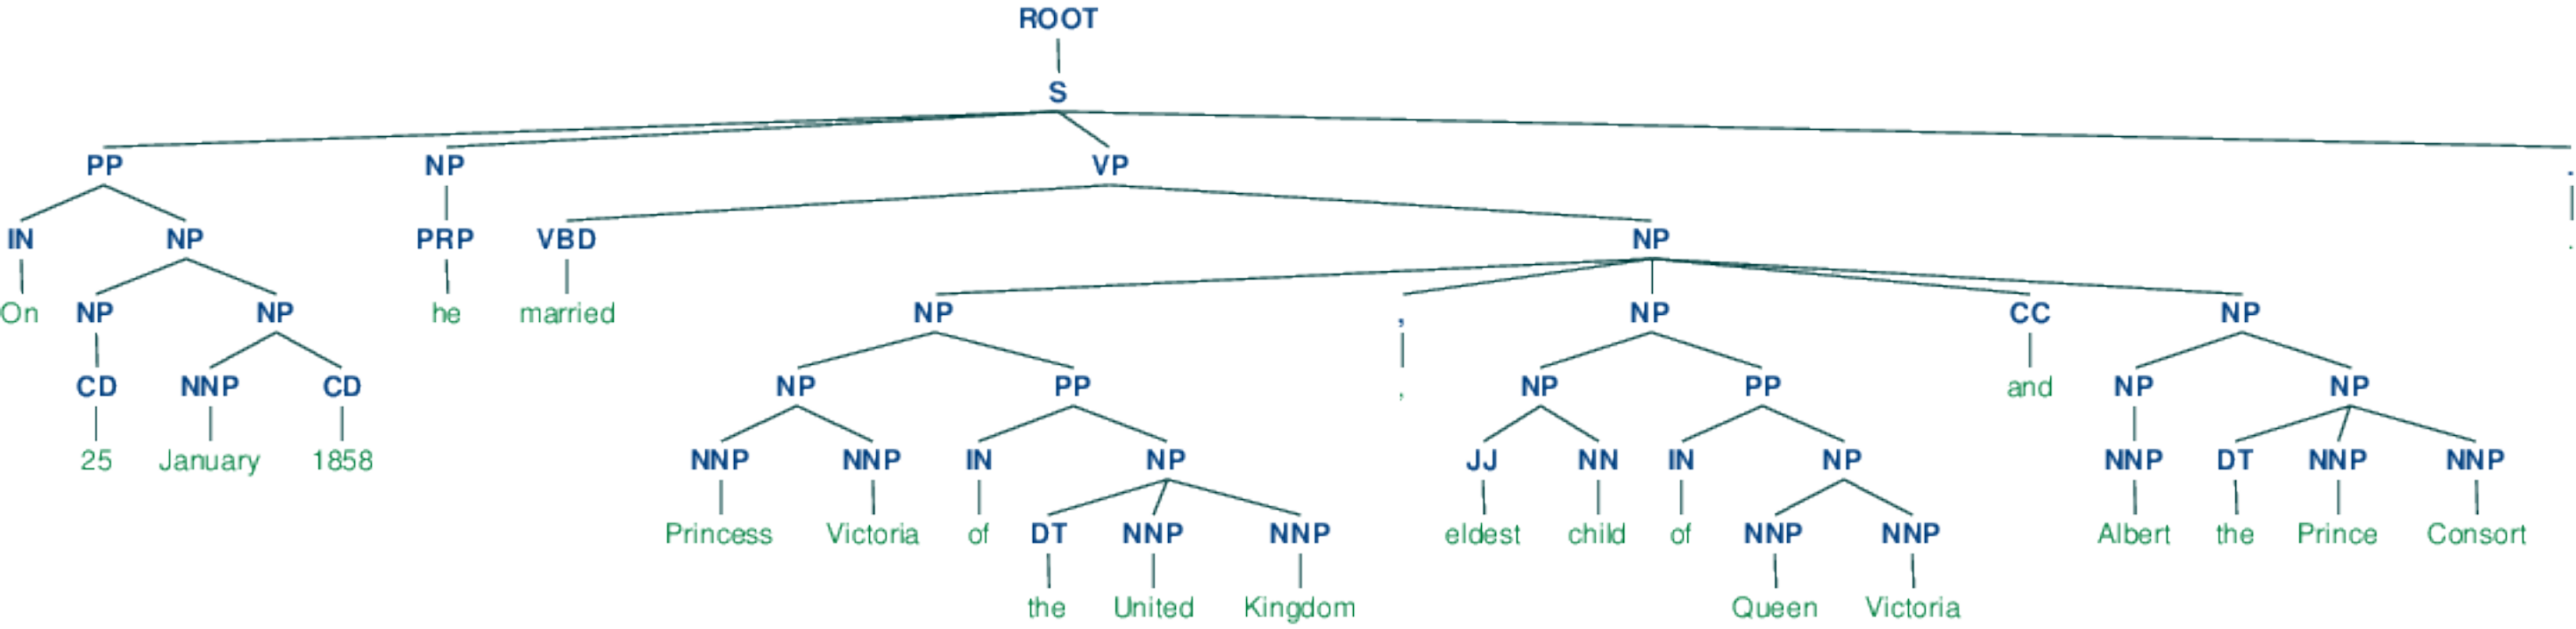 ROOT
S
PP NP VP .
IN NP PRP VBD NP .
On NP NP he married NP , NP CC NP
CD NNP CD NP PP , NP PP and NP NP
25 January 1858 NNP NNP IN NP JJ NN IN NP NNP DT NNP NNP
Princess Victoria of DT NNP NNP eldest child of NNP NNP Albert the Prince Consort
the United Kingdom Queen Victoria